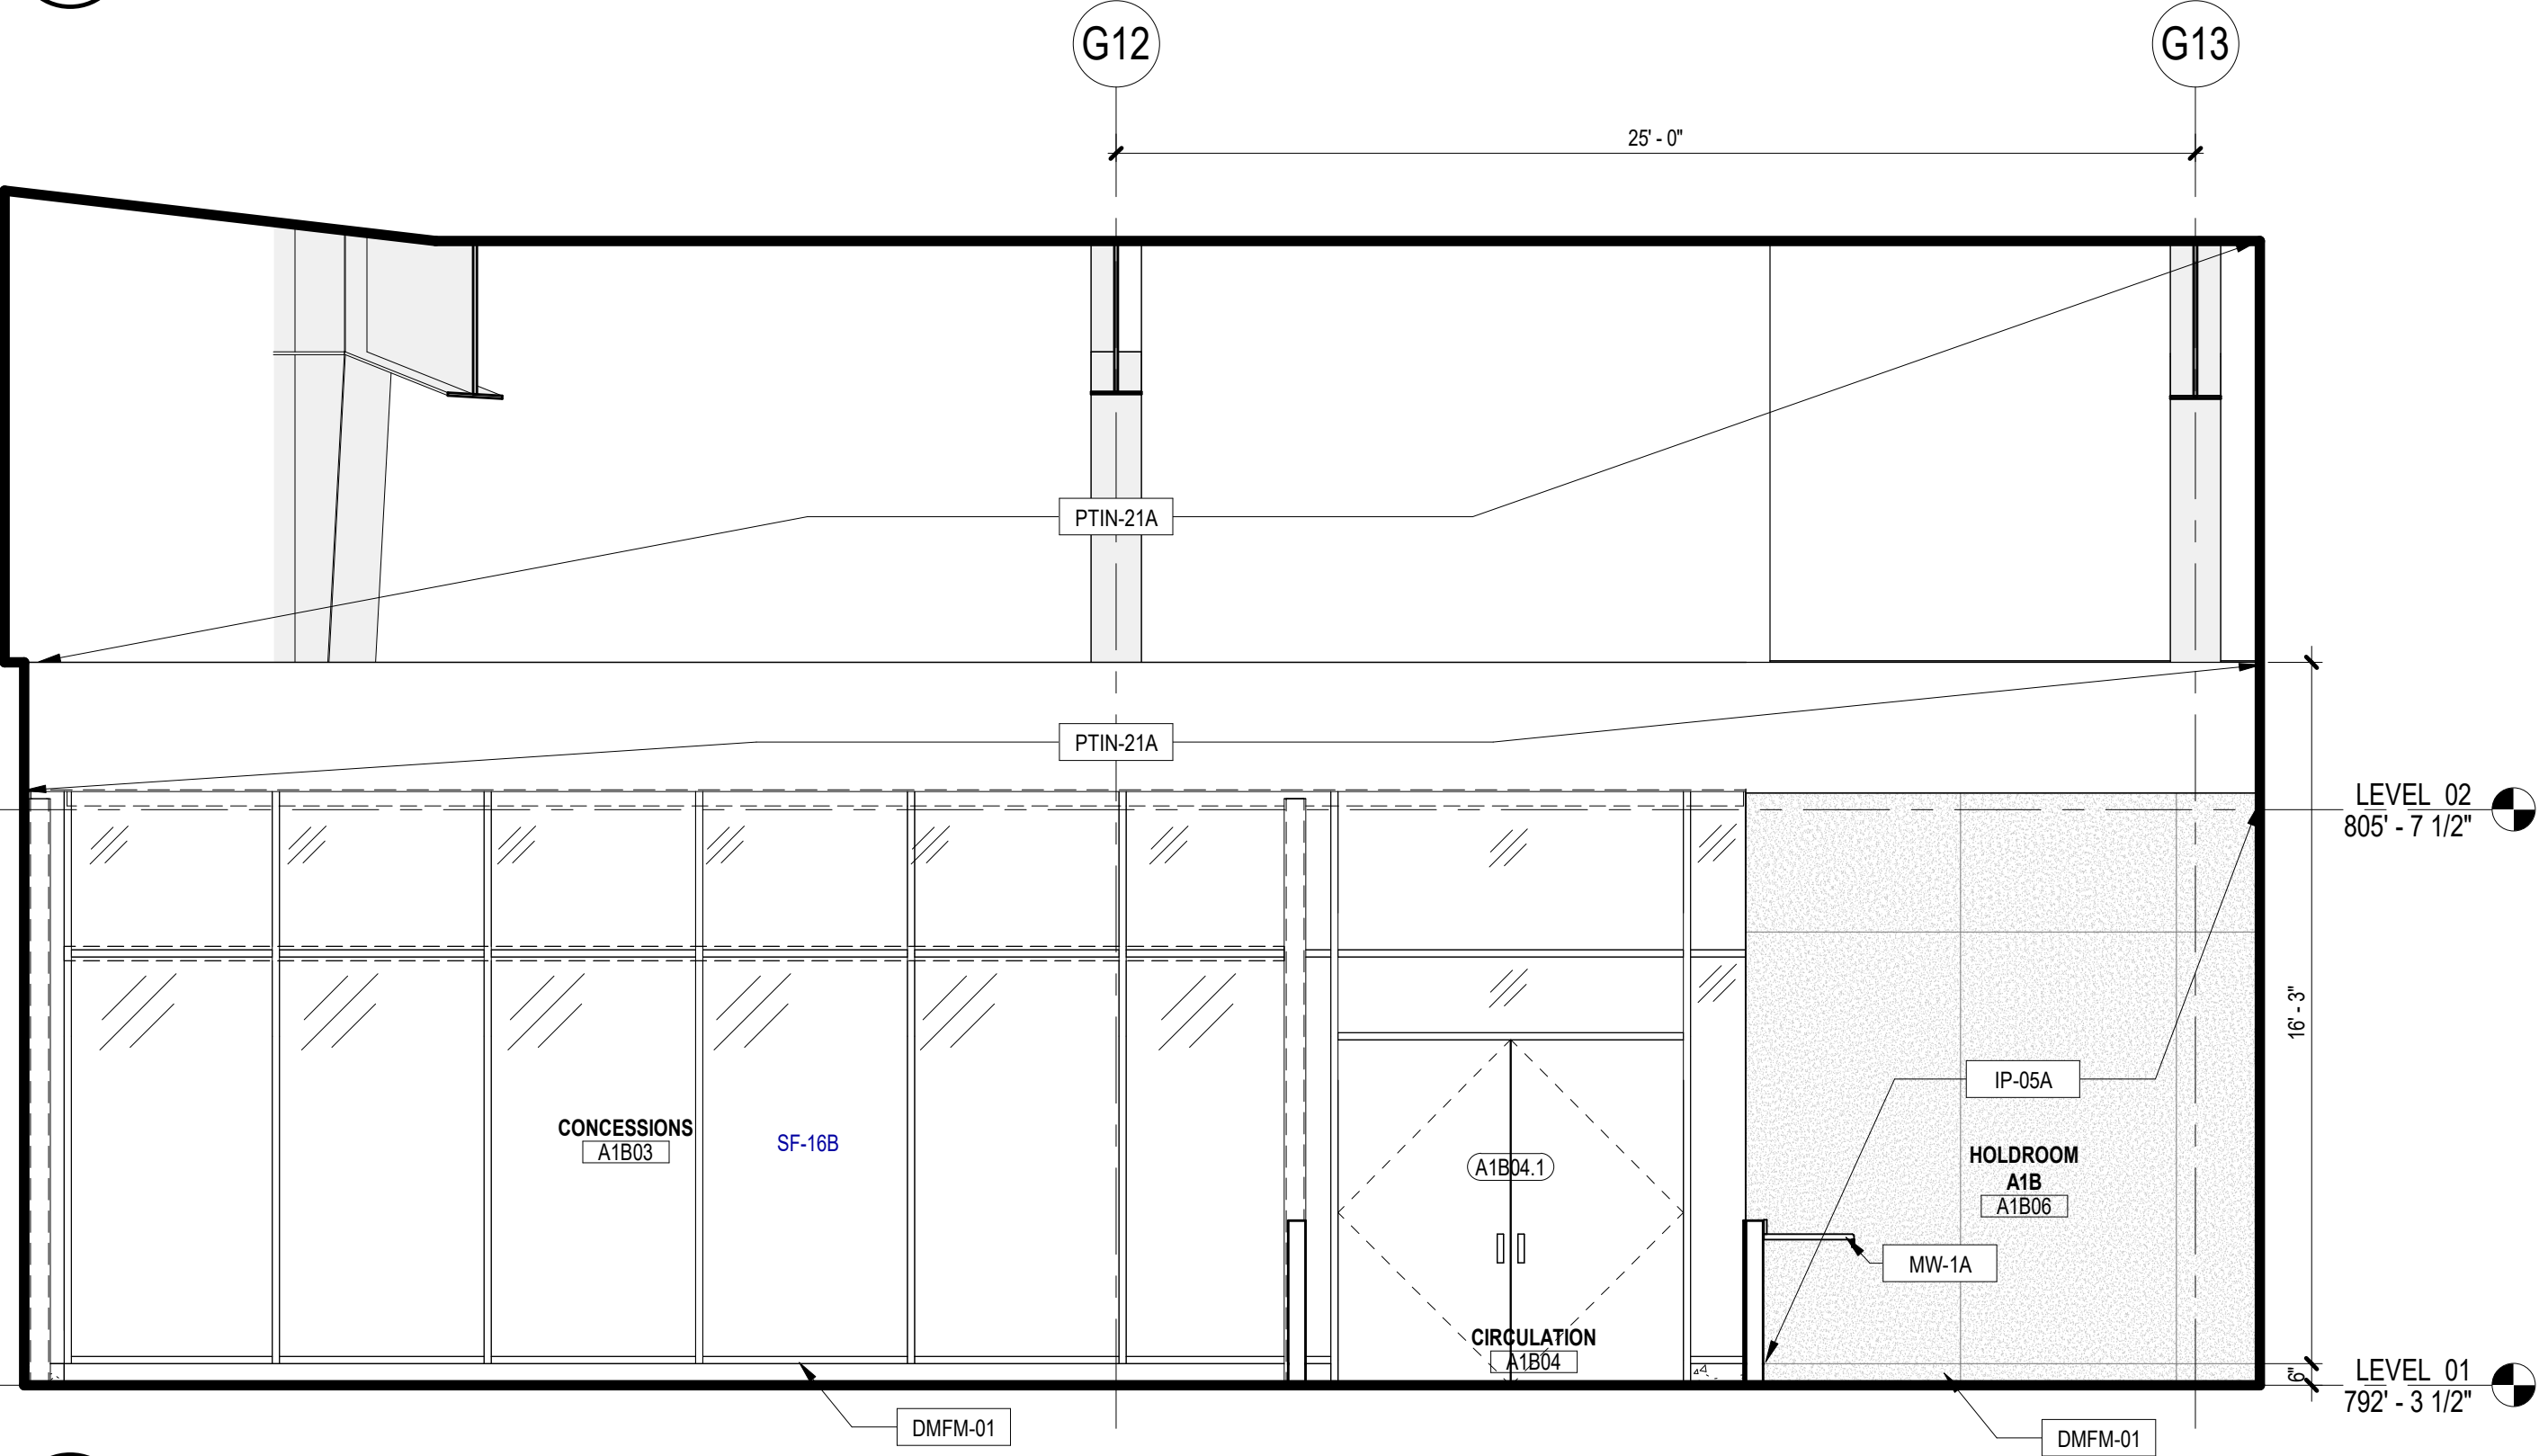 G12
G13
25' - 0"
PTIN-21A
PTIN-21A
LEVEL 02
805' - 7 1/2"
16' - 3"
IP-05A
CONCESSIONS
A1B03
SF-16B
A1B04.1
HOLDROOM
A1B
A1B06
MW-1A
CIRCULATION
A1B04
6"
LEVEL 01
792' - 3 1/2"
DMFM-01
DMFM-01